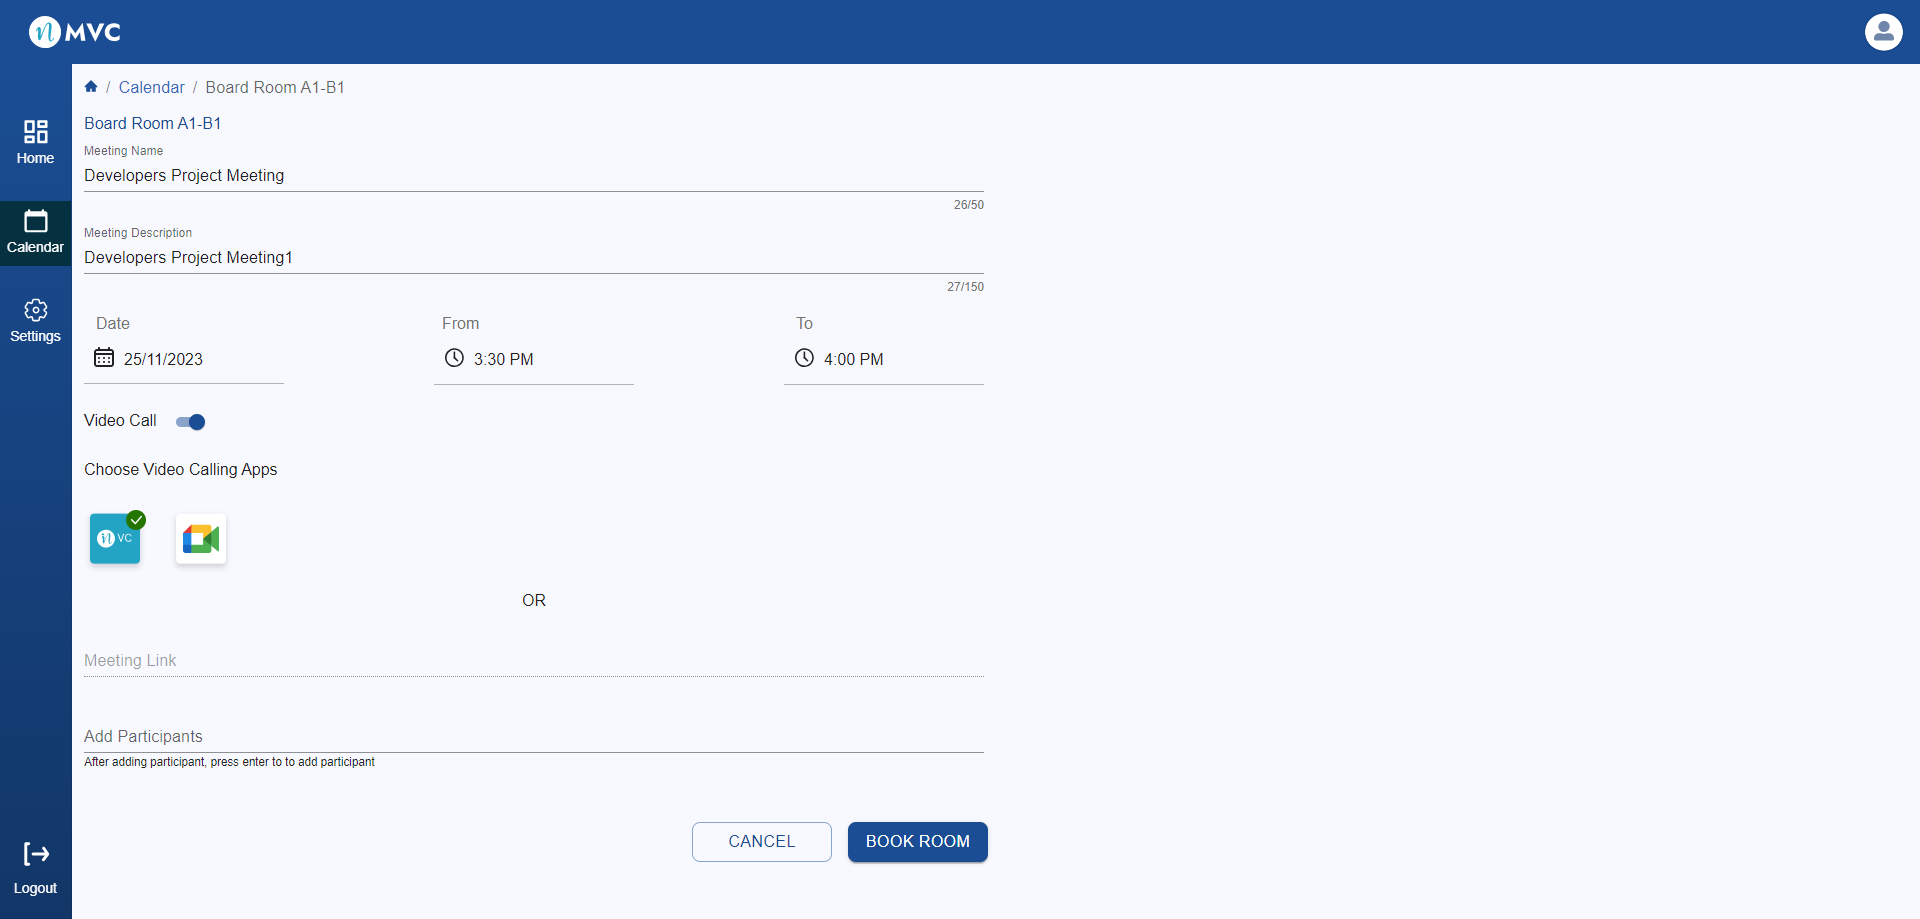 n MVC
/ Calendar / Board Room A1-B1
Home
Calendar
Settings
Logout
Board Room A1-B1
Meeting Name
Developers Project Meeting
26/50
Meeting Description
Developers Project Meeting1
27/150
Date From To
25/11/2023 3:30 PM 4:00 PM
Video Call
Choose Video Calling Apps
n VC
OR
Meeting Link
Add Participants
After adding participant, press enter to to add participant
CANCEL BOOK ROOM